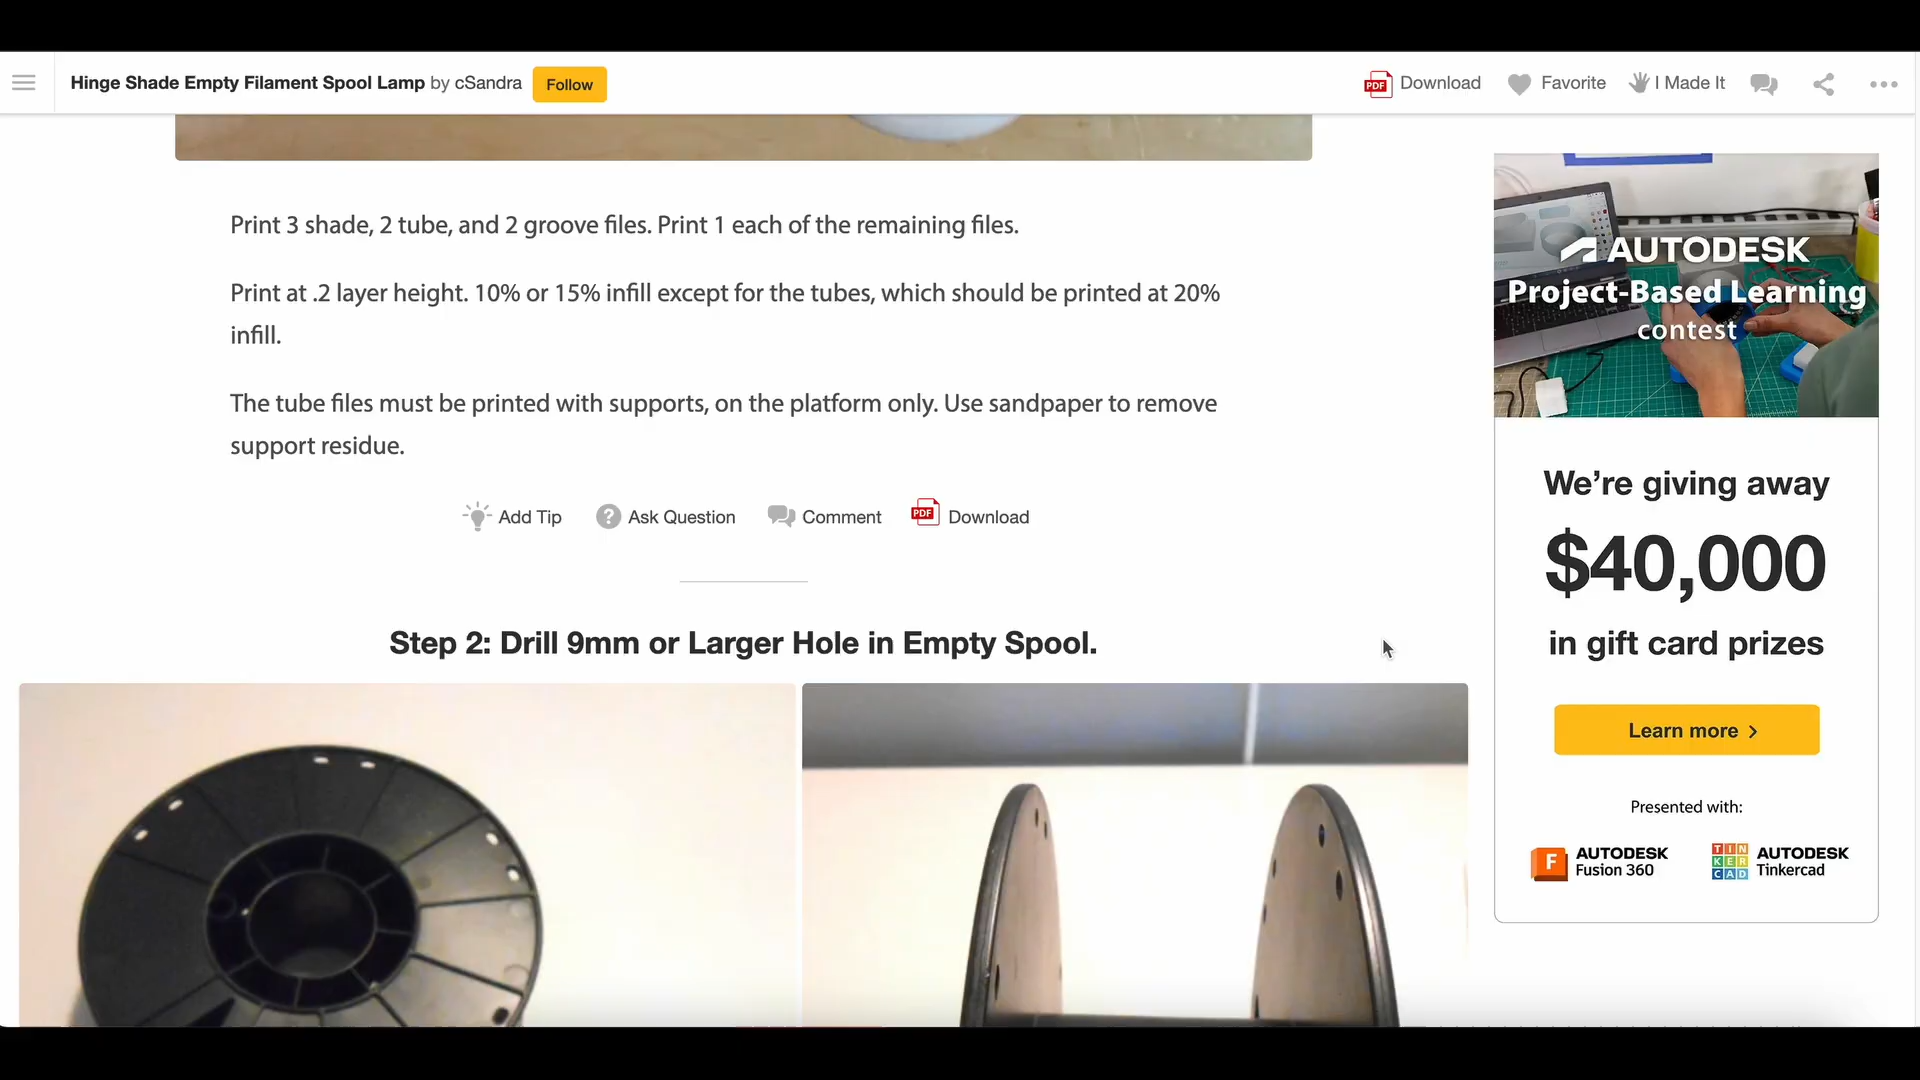 Hinge Shade Empty Filament Spool Lamp by cSandra
Follow
PDF Download
Favorite
I Made It
Print 3 shade, 2 tube, and 2 groove files. Print 1 each of the remaining files.
Print at .2 layer height. 10% or 15% infill except for the tubes, which should be printed at 20%
infill.
The tube files must be printed with supports, on the platform only. Use sandpaper to remove
support residue.
Add Tip
? Ask Question
Comment
PDF Download
Step 2: Drill 9mm or Larger Hole in Empty Spool.
AUTODESK
Project-Based Learning
contest
We're giving away
$40,000
in gift card prizes
Learn more >
Presented with:
F AUTODESK
Fusion 360
TIN
KER
CAD
AUTODESK
Tinkercad